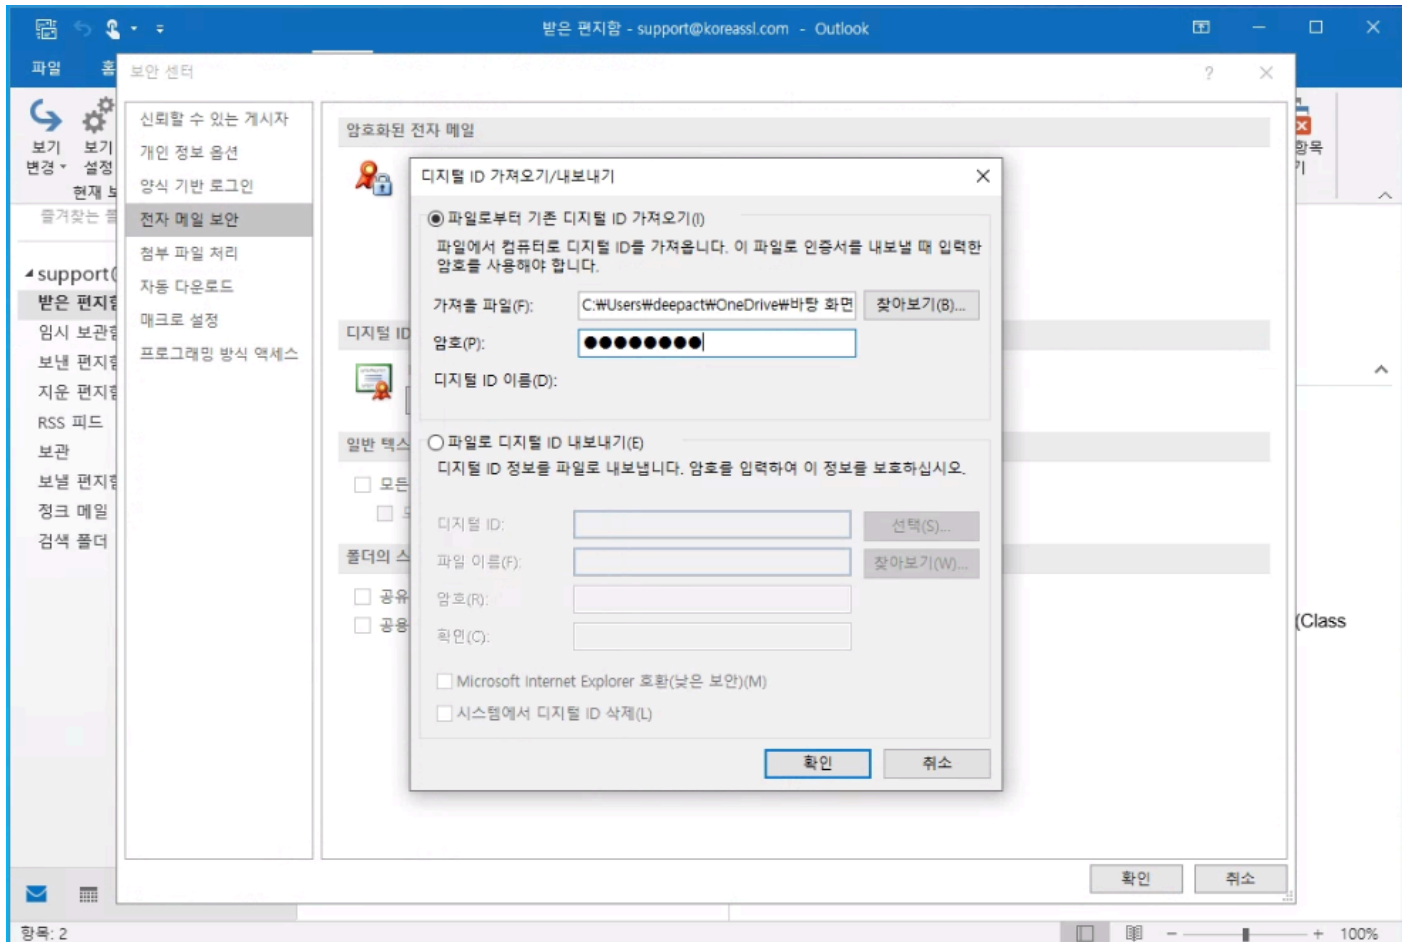 받은 편지함 - support@koreassl.com - Outlook
파일
홈
보기
변경
보기
설정
현재
항목
즐겨찾는
support(
받은 편지함
임시 보관함
보낸 편지함
지운 편지함
RSS 피드
보관
보낼 편지함
정크 메일
검색 폴더
보안 센터
?
신뢰할 수 있는 게시자
개인 정보 옵션
양식 기반 로그인
전자 메일 보안
첨부 파일 처리
자동 다운로드
매크로 설정
프로그래밍 방식 액세스
암호화된 전자 메일
디지털 ID
일반 텍스
모든
폴더의 스
공유
공용
디지털 ID 가져오기/내보내기
파일로부터 기존 디지털 ID 가져오기(I)
파일에서 컴퓨터로 디지털 ID를 가져옵니다. 이 파일로 인증서를 내보낼 때 입력한
암호를 사용해야 합니다.
가져올 파일(F): C:₩Users₩deepact₩OneDrive₩바탕 화면 찾아보기(B)...
암호(P): ●●●●●●●●
디지털 ID 이름(D):
파일로 디지털 ID 내보내기(E)
디지털 ID 정보를 파일로 내보냅니다. 암호를 입력하여 이 정보를 보호하십시오.
디지털 ID: 선택(S)...
파일 이름(F): 찾아보기(W)...
암호(R):
확인(C):
Microsoft Internet Explorer 호환(낮은 보안)(M)
시스템에서 디지털 ID 삭제(L)
확인 취소
(Class
확인 취소
항목: 2
100%